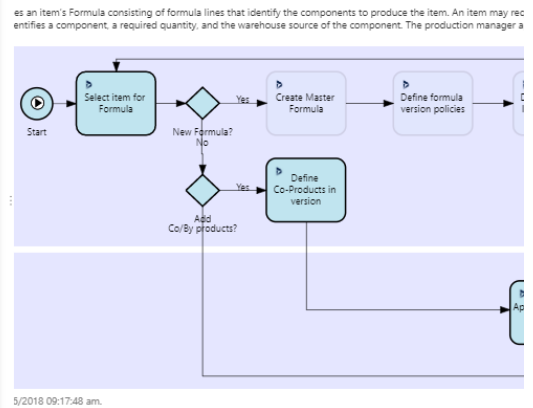 es an item's Formula consisting of formula lines that identify the components to produce the item. An item may rec
entifies a component, a required quantity, and the warehouse source of the component. The production manager a
Select item for
Formula
Yes
Create Master
Formula
Define formula
version policies
Start
New Formula?
No
Yes
Define
Co-Products in
version
Add
Co/By products?
Ap
5/2018 09:17:48 am.